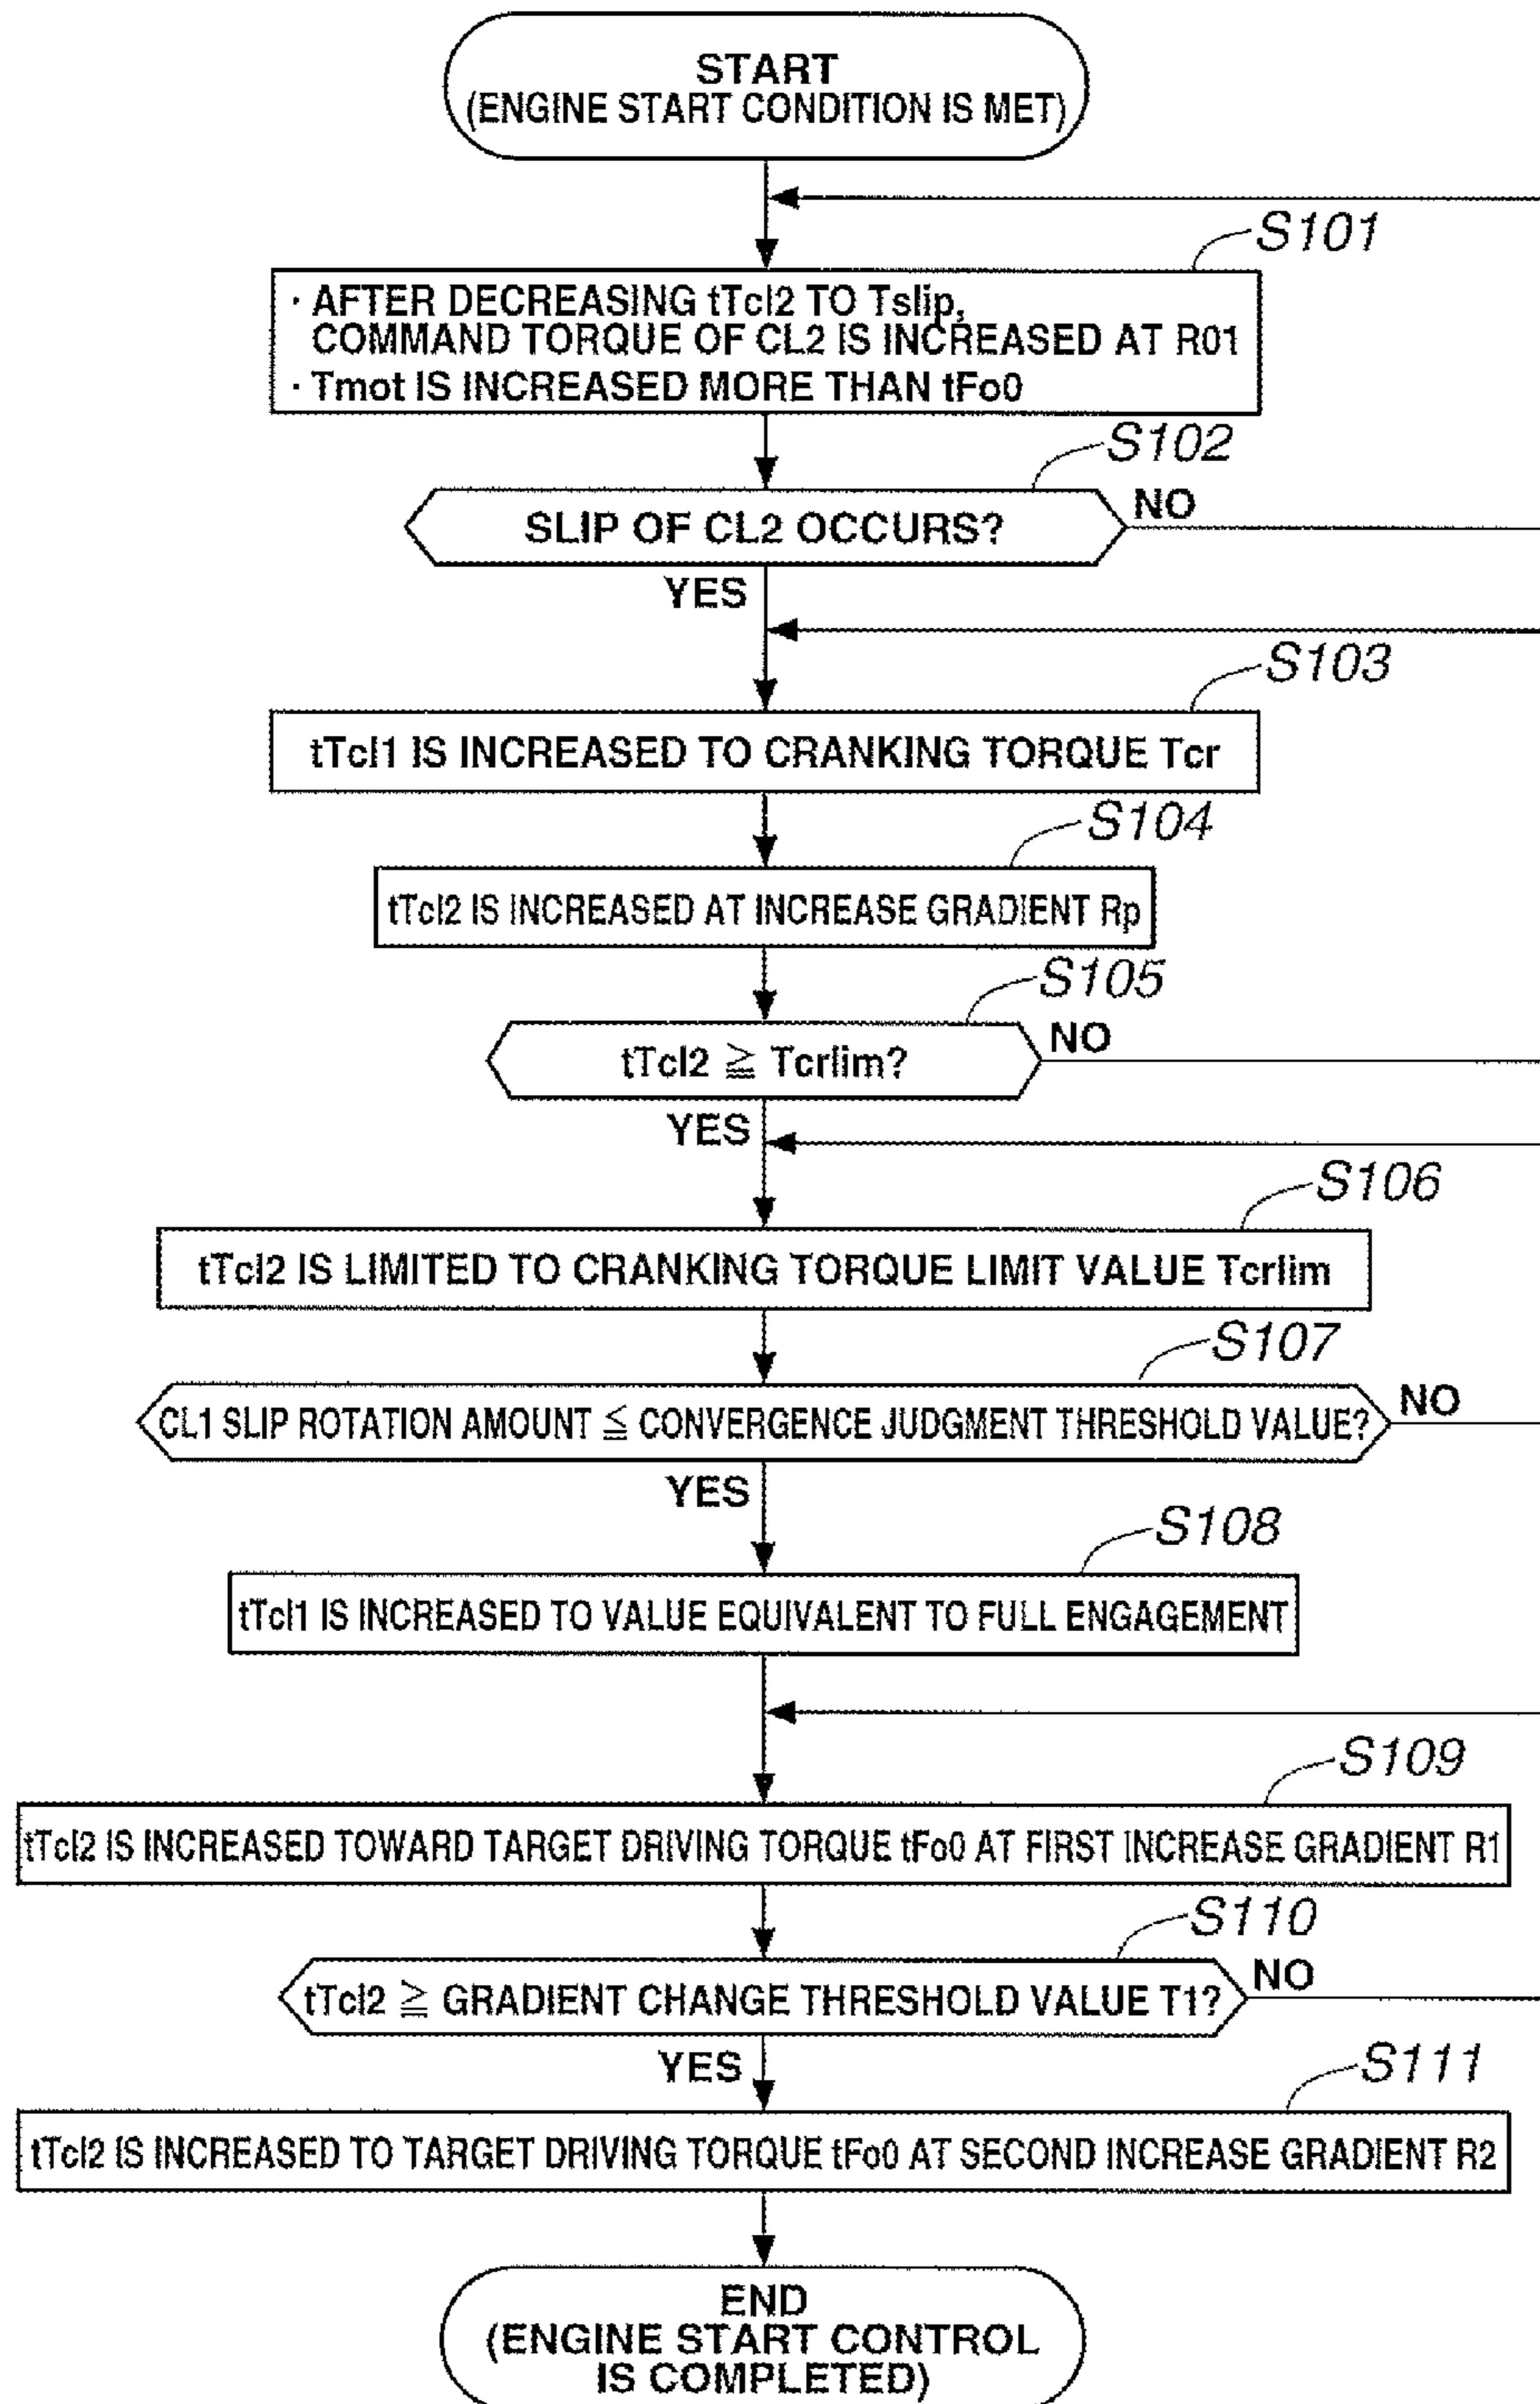 START
(ENGINE START CONDITION IS MET)
S101
· AFTER DECREASING tTcl2 TO Tslip,
COMMAND TORQUE OF CL2 IS INCREASED AT R01
· Tmot IS INCREASED MORE THAN tFo0
S102
SLIP OF CL2 OCCURS?
NO
YES
S103
tTcl1 IS INCREASED TO CRANKING TORQUE Tcr
S104
tTcl2 IS INCREASED AT INCREASE GRADIENT Rp
S105
tTcl2 ≧ Tcrlim?
NO
YES
S106
tTcl2 IS LIMITED TO CRANKING TORQUE LIMIT VALUE Tcrlim
S107
CL1 SLIP ROTATION AMOUNT ≦ CONVERGENCE JUDGMENT THRESHOLD VALUE?
NO
YES
S108
tTcl1 IS INCREASED TO VALUE EQUIVALENT TO FULL ENGAGEMENT
S109
tTcl2 IS INCREASED TOWARD TARGET DRIVING TORQUE tFo0 AT FIRST INCREASE GRADIENT R1
S110
tTcl2 ≧ GRADIENT CHANGE THRESHOLD VALUE T1?
NO
YES
S111
tTcl2 IS INCREASED TO TARGET DRIVING TORQUE tFo0 AT SECOND INCREASE GRADIENT R2
END
(ENGINE START CONTROL
IS COMPLETED)